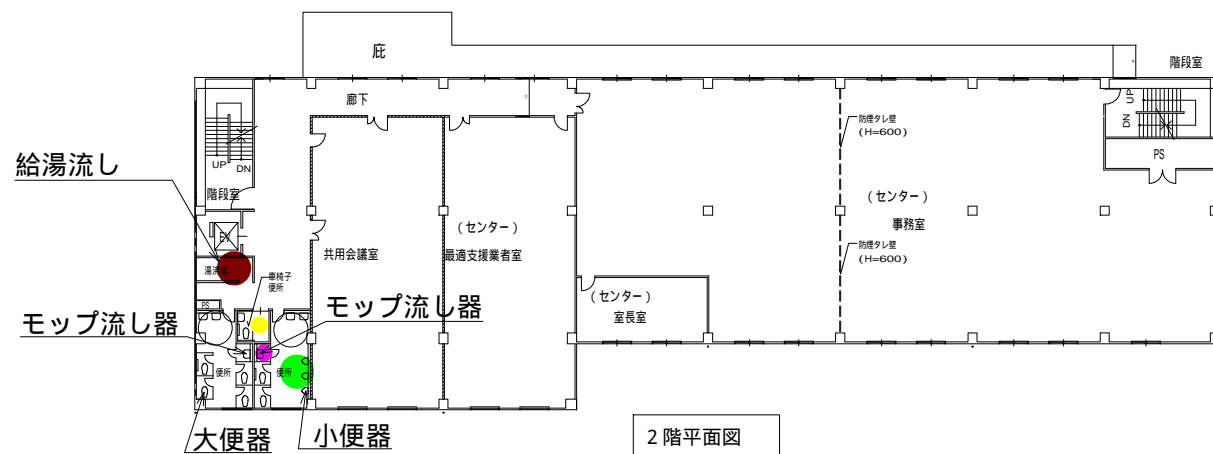 庇
階段室
廊下
UP
DN
防煙タレ壁
(H=600)
PS
給湯流し
UP
DN
階段室
(センター)
事務室
(センター)
最適支援業者室
共用会議室
EV
防煙タレ壁
(H=600)
湯沸室
車椅子
便所
(センター)
室長室
PS
モップ流し器
モップ流し器
便所
便所
大便器
小便器
2階平面図